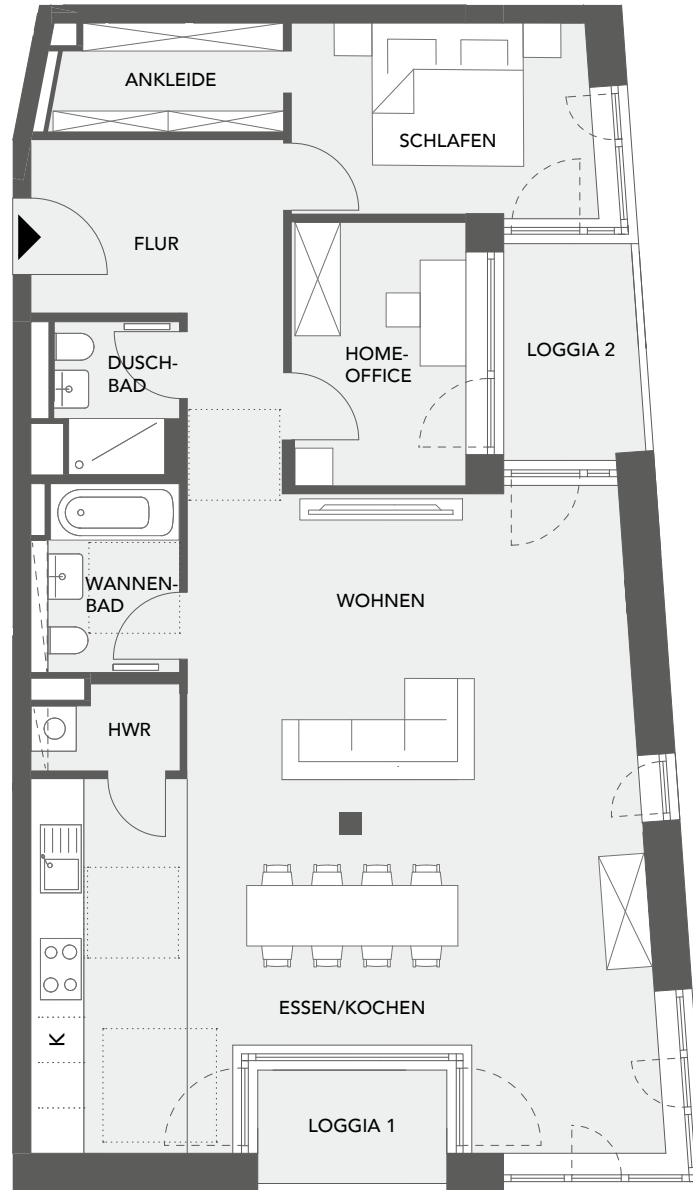 ANKLEIDE
SCHLAFEN
FLUR
DUSCH-
BAD
HOME-
OFFICE
LOGGIA 2
WANNEN-
BAD
WOHNEN
HWR
ESSEN/KOCHEN
K
LOGGIA 1